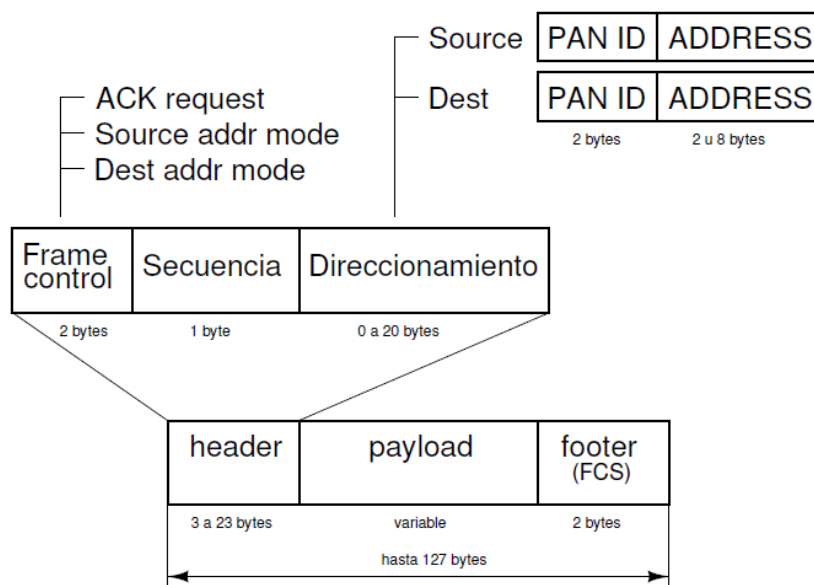 Source PAN ID ADDRESS
Dest PAN ID ADDRESS
2 bytes 2 u 8 bytes
ACK request
Source addr mode
Dest addr mode
Frame control Secuencia Direccionamiento
2 bytes 1 byte 0 a 20 bytes
header payload footer
(FCS)
3 a 23 bytes variable 2 bytes
hasta 127 bytes